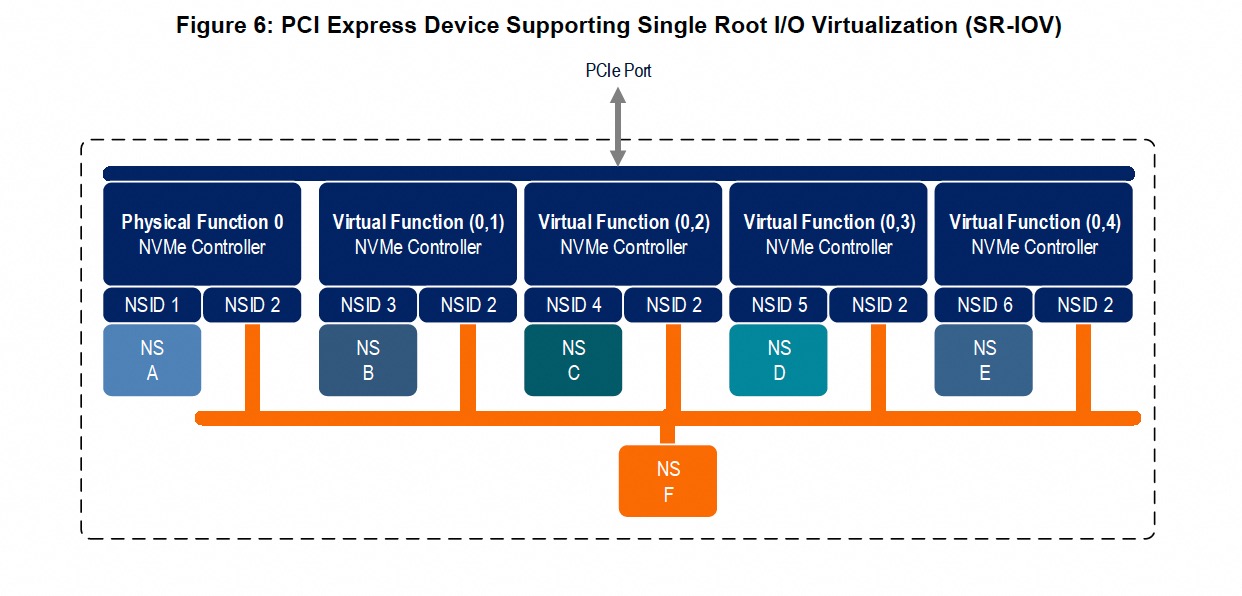 Figure 6: PCI Express Device Supporting Single Root I/O Virtualization (SR-IOV)
PCIe Port
Physical Function 0
NVMe Controller
Virtual Function (0,1)
NVMe Controller
Virtual Function (0,2)
NVMe Controller
Virtual Function (0,3)
NVMe Controller
Virtual Function (0,4)
NVMe Controller
NSID 1
NSID 2
NSID 3
NSID 2
NSID 4
NSID 2
NSID 5
NSID 2
NSID 6
NSID 2
NS
A
NS
B
NS
C
NS
D
NS
E
NS
F